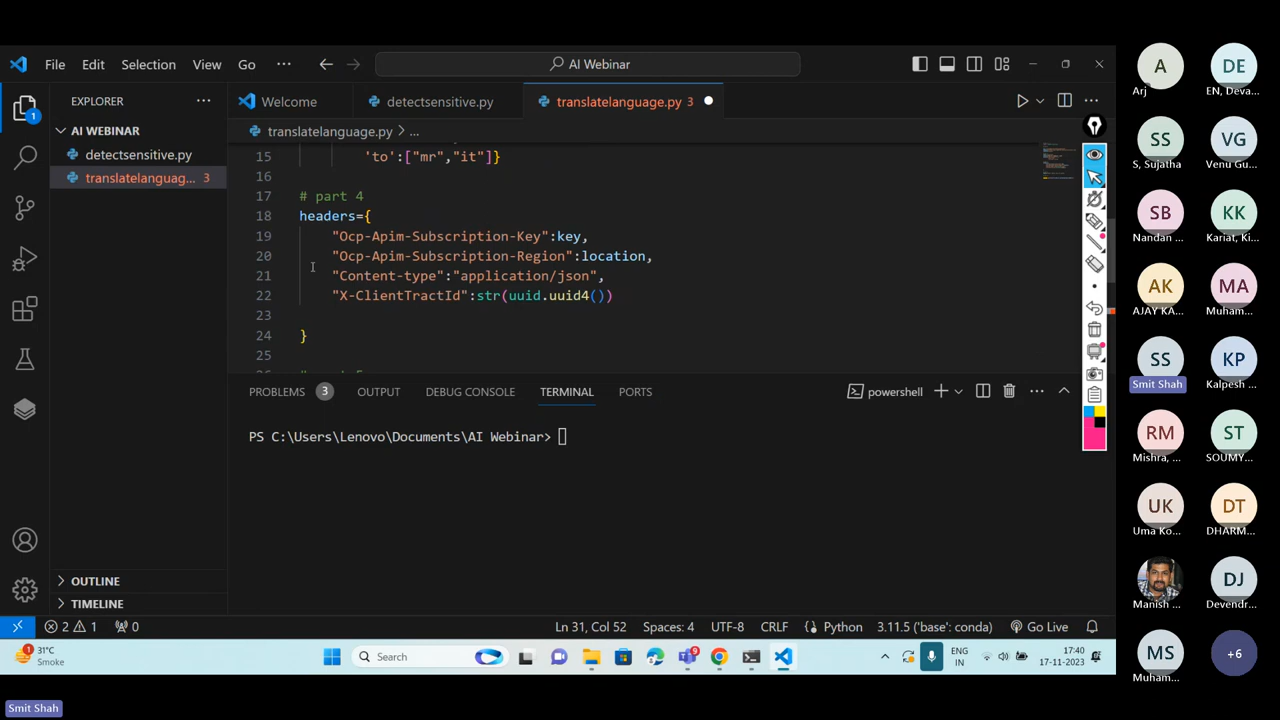 File Edit Selection View Go ··· AI Webinar
EXPLORER ···
Welcome detectsensitive.py translatelanguage.py 3
AI WEBINAR
detectsensitive.py
translatelanguag... 3
1
translatelanguage.py > ...
15 'to':["mr","it"]}
16
17 # part 4
18 headers={
19 "Ocp-Apim-Subscription-Key":key,
20 "Ocp-Apim-Subscription-Region":location,
21 "Content-type":"application/json",
22 "X-ClientTractId":str(uuid.uuid4())
23
24 }
25
PROBLEMS 3 OUTPUT DEBUG CONSOLE TERMINAL PORTS powershell
PS C:\Users\Lenovo\Documents\AI Webinar>
OUTLINE
TIMELINE
2 1 0 Ln 31, Col 52 Spaces: 4 UTF-8 CRLF Python 3.11.5 ('base': conda) Go Live
1 31°C
Smoke
Search
9
ENG
IN
17:40
17-11-2023
Smit Shah
A DE
Arj EN, Deva...
SS VG
S, Sujatha Venu Gu...
SB KK
Nandan ... Kariat, Ki...
AK MA
AJAY KA... Muham...
SS KP
Smit Shah Kalpesh ...
RM ST
Mishra, ... SOUMY...
UK DT
Uma Ko... DHARM...
DJ
Manish ... Devendr...
MS +6
Muham...